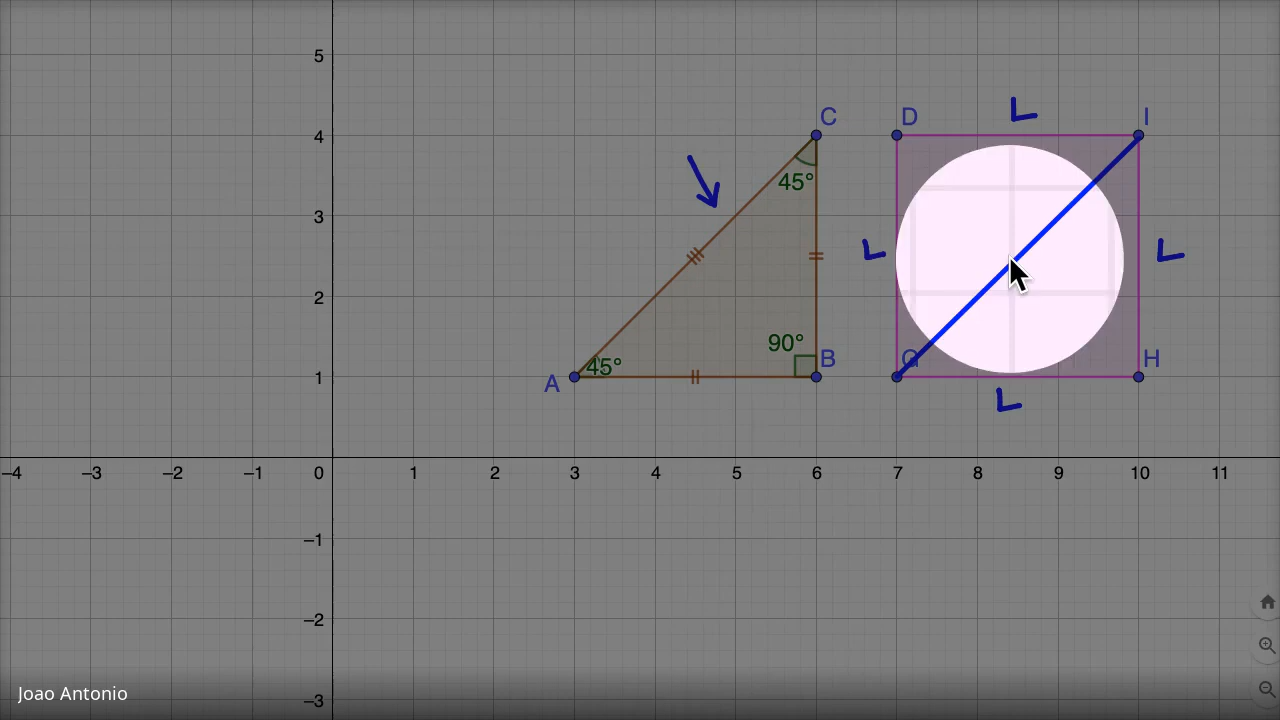 5
C D L I
4
45°
3
L L
2
90°
45° B G H
A
1
L
–4 –3 –2 –1 0 1 2 3 4 5 6 7 8 9 10 11
–1
–2
Joao Antonio
–3